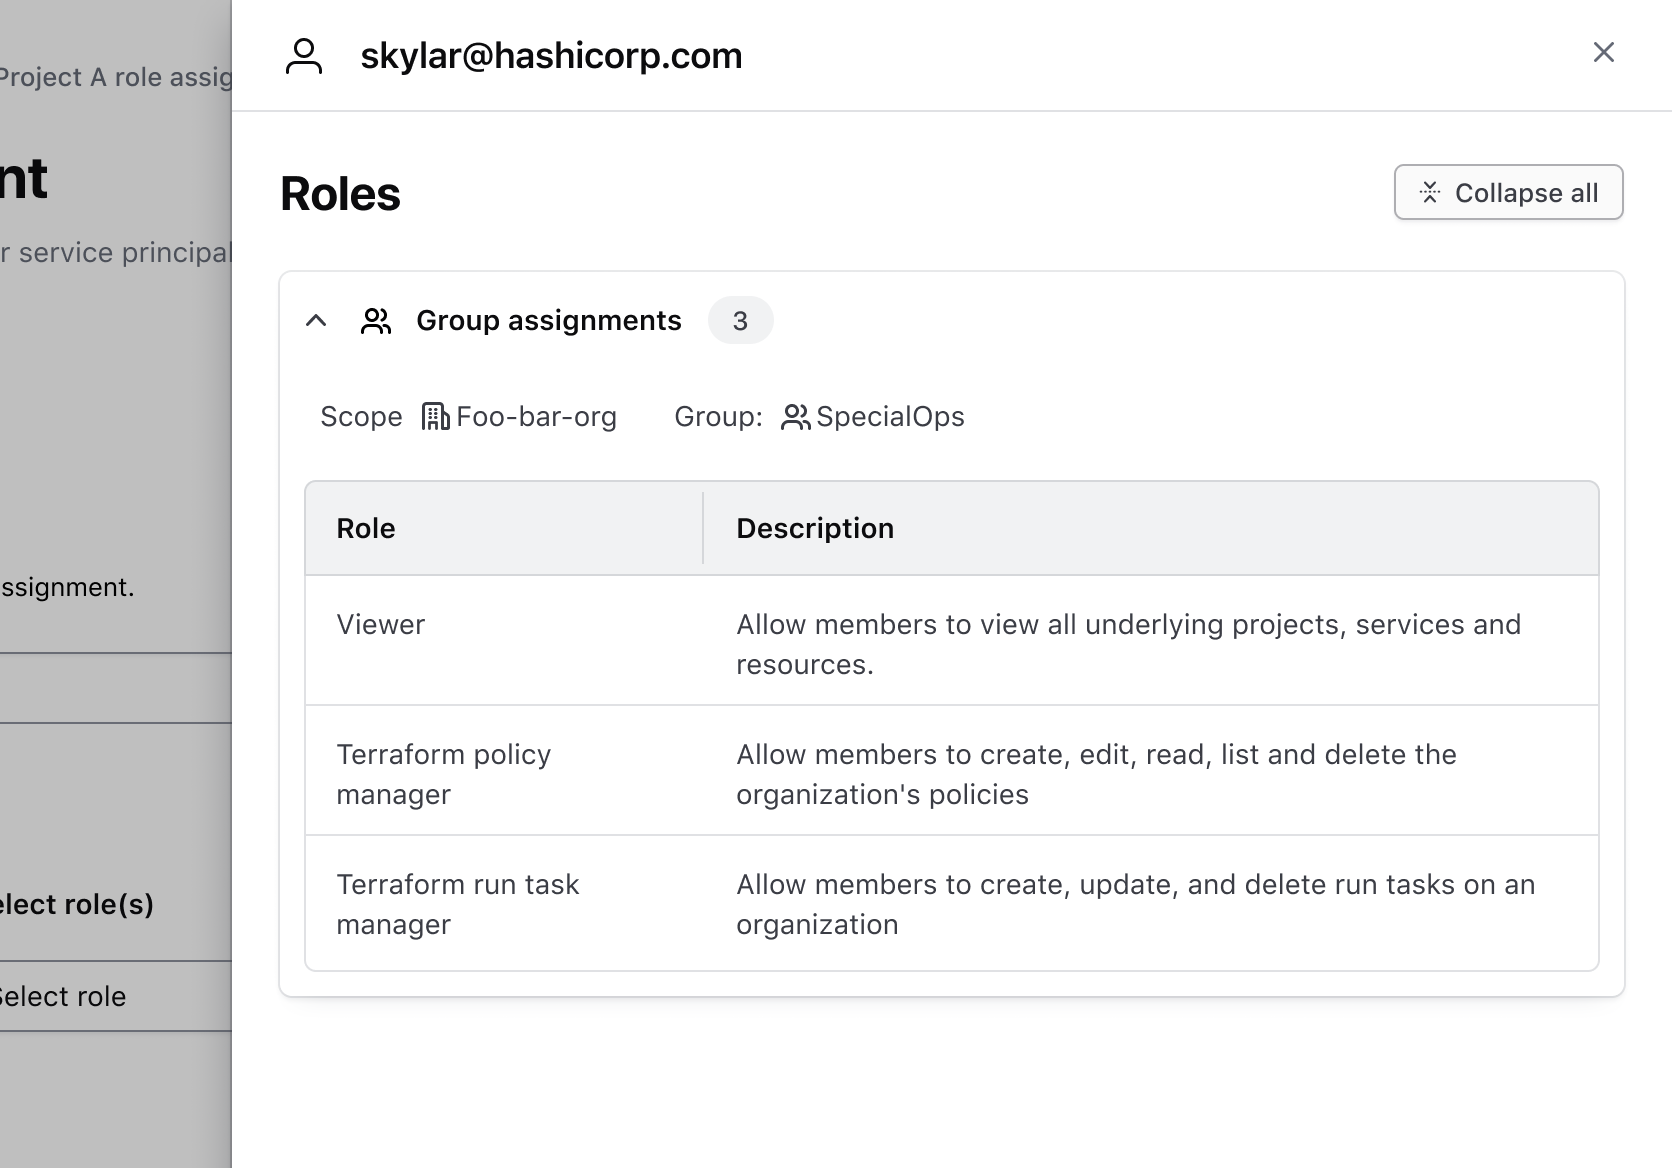 Project A role assig
nt
r service principal
ssignment.
elect role(s)
Select role
skylar@hashicorp.com
Roles
Collapse all
Group assignments 3
Scope Foo-bar-org Group: SpecialOps
Role Description
Viewer
Allow members to view all underlying projects, services and
resources.
Terraform policy
manager
Allow members to create, edit, read, list and delete the
organization's policies
Terraform run task
manager
Allow members to create, update, and delete run tasks on an
organization